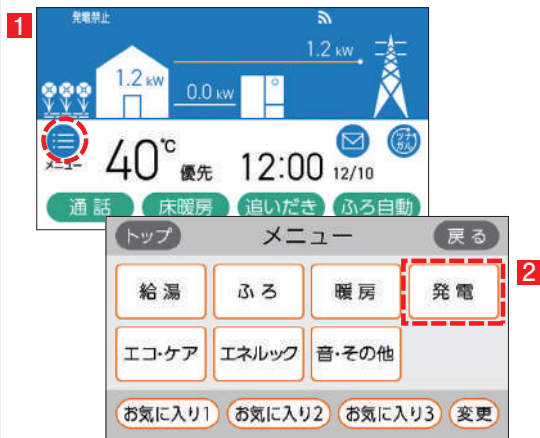 1
発電禁止
1.2 kW
1.2 kW
0.0 kW
メニュー
40℃ 優先 12:00 12/10
ツナガル
通話 床暖房 追いだき ふろ自動
トップ メニュー 戻る
2
給湯 ふろ 暖房 発電
エコ・ケア エネルック 音・その他
お気に入り1 お気に入り2 お気に入り3 変更